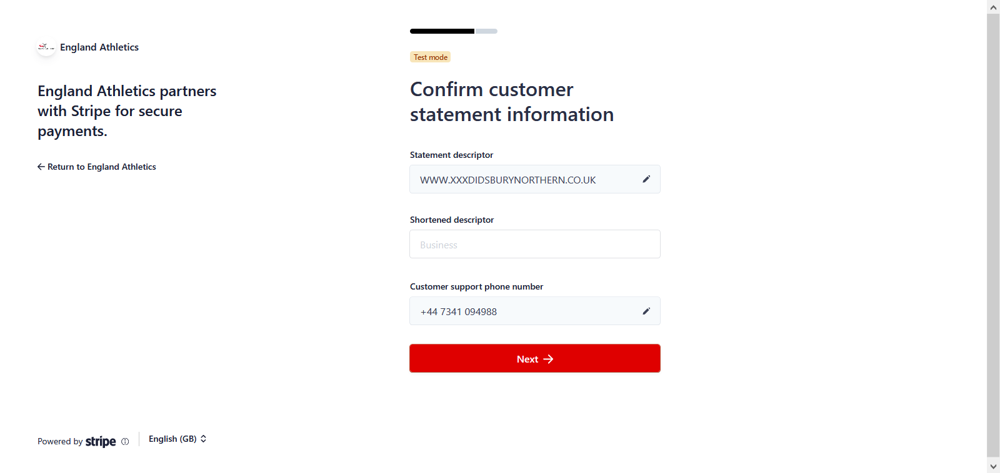 England Athletics
England Athletics partners
with Stripe for secure
payments.
Return to England Athletics
Test mode
Confirm customer
statement information
Statement descriptor
WWW.XXXDIDSBURYNORTHERN.CO.UK
Shortened descriptor
Business
Customer support phone number
+44 7341 094988
Next
Powered by stripe
English (GB)